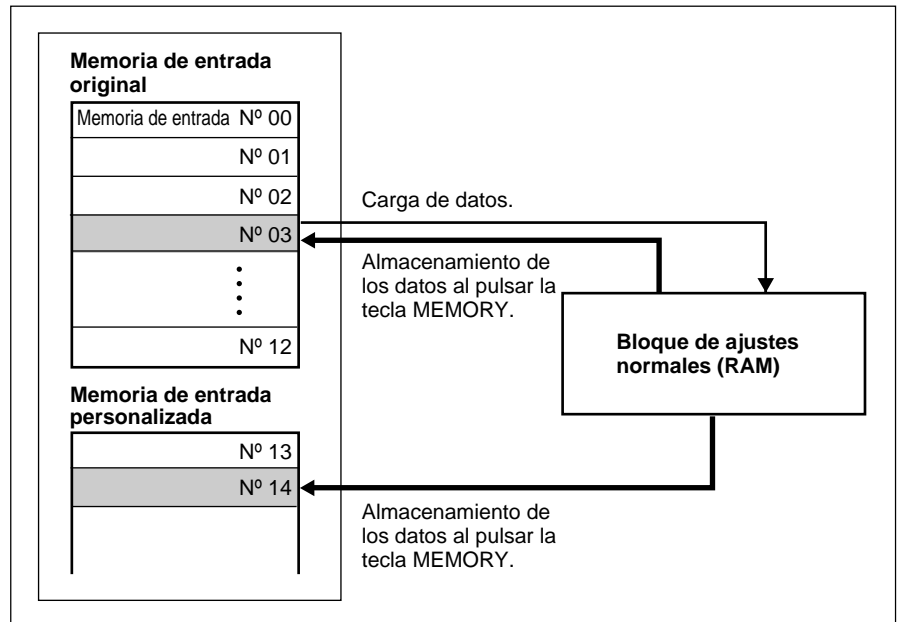 Memoria de entrada
original
Memoria de entrada Nº 00
Nº 01
Nº 02
Nº 03
Nº 12
Carga de datos.
Almacenamiento de
los datos al pulsar la
tecla MEMORY.
Bloque de ajustes
normales (RAM)
Memoria de entrada
personalizada
Nº 13
Nº 14
Almacenamiento de
los datos al pulsar la
tecla MEMORY.